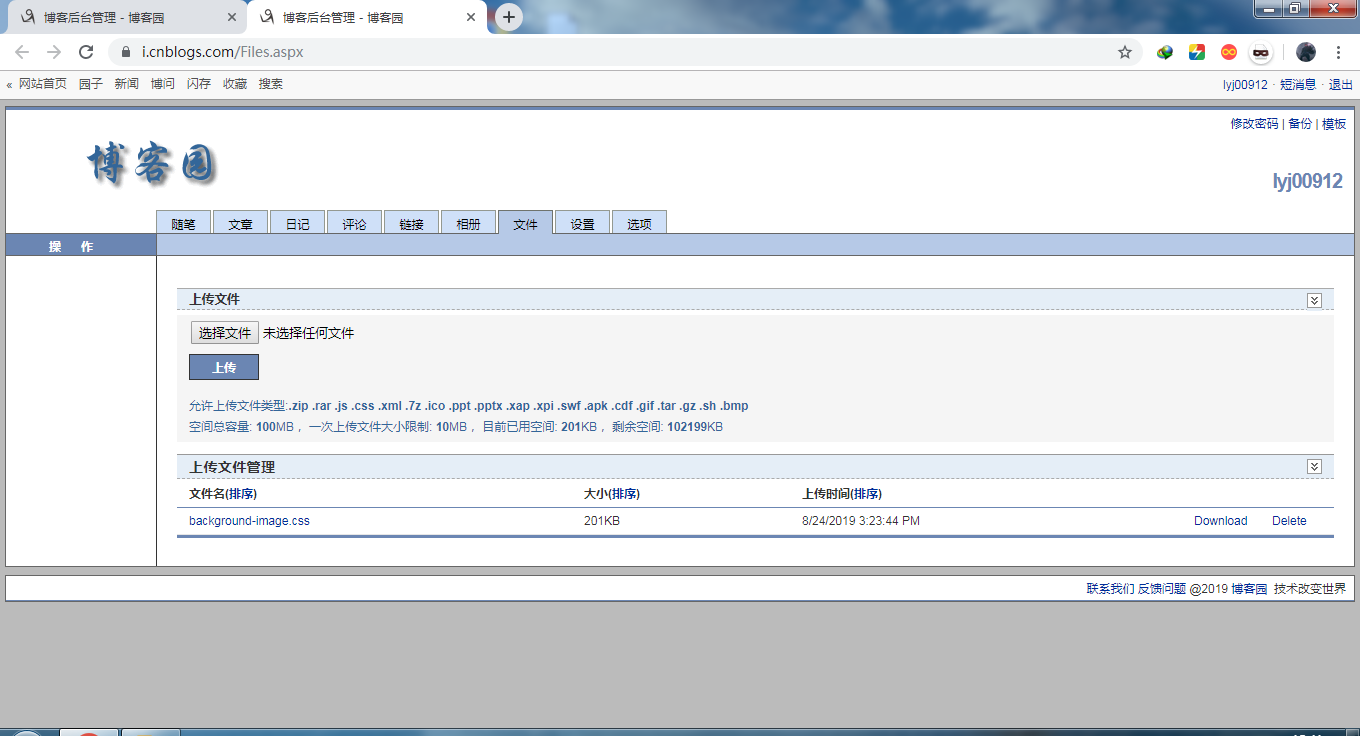 博客后台管理 - 博客园
博客后台管理 - 博客园
i.cnblogs.com/Files.aspx
« 网站首页 园子 新闻 博问 闪存 收藏 搜索
lyj00912 · 短消息 · 退出
修改密码 | 备份 | 模板
博客园
lyj00912
随笔 文章 日记 评论 链接 相册 文件 设置 选项
操 作
上传文件
选择文件 未选择任何文件
上传
允许上传文件类型:.zip .rar .js .css .xml .7z .ico .ppt .pptx .xap .xpi .swf .apk .cdf .gif .tar .gz .sh .bmp
空间总容量: 100MB ，一次上传文件大小限制: 10MB ，目前已用空间: 201KB ，剩余空间: 102199KB
上传文件管理
文件名(排序) 大小(排序) 上传时间(排序)
background-image.css 201KB 8/24/2019 3:23:44 PM Download Delete
联系我们 反馈问题 @2019 博客园 技术改变世界